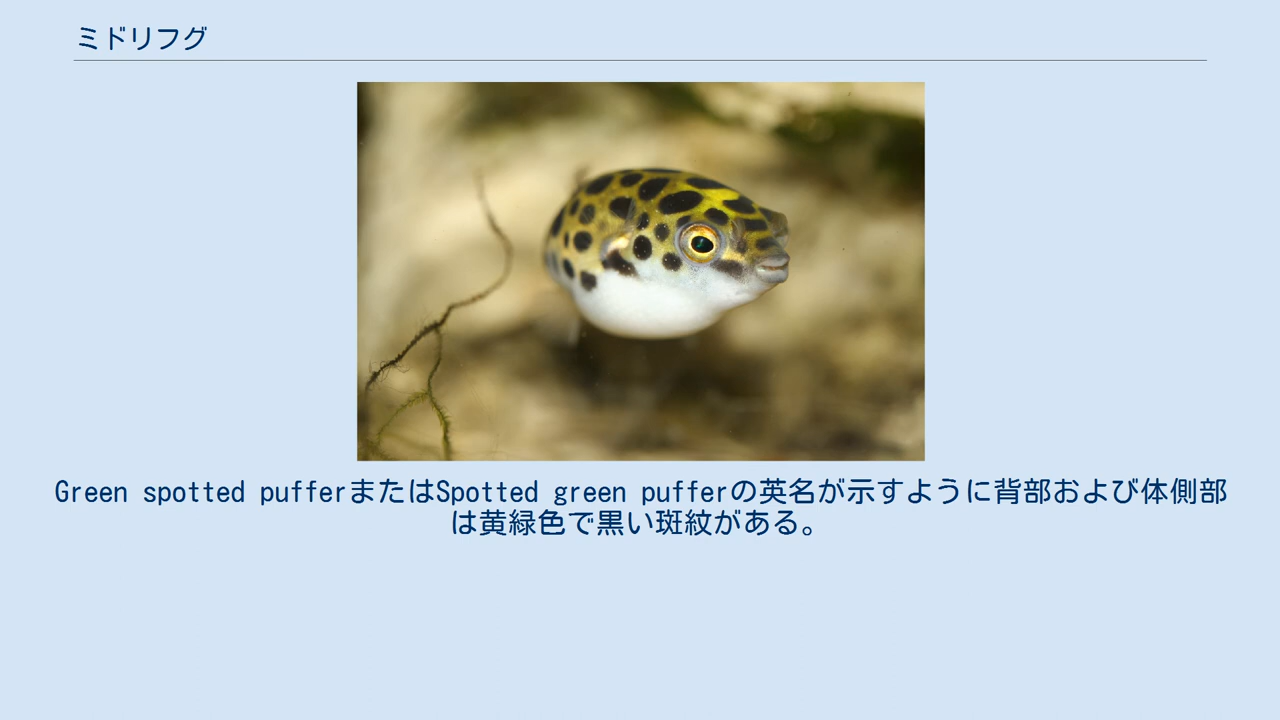 ミドリフグ
Green spotted pufferまたはSpotted green pufferの英名が示すように背部および体側部
は黄緑色で黒い斑紋がある。